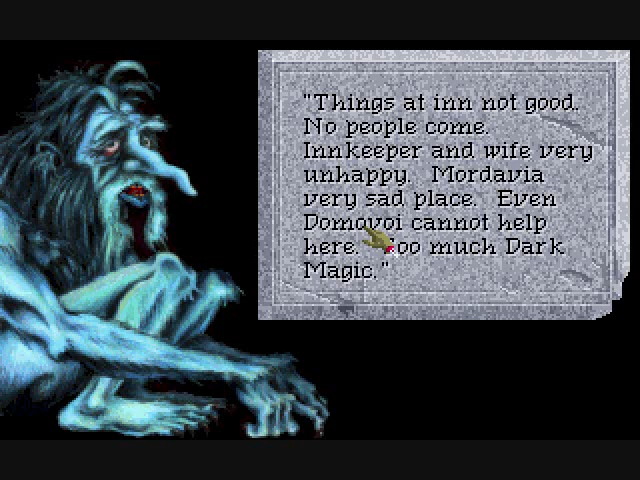 "Things at inn not good.
No people come.
Innkeeper and wife very
unhappy. Mordavia
very sad place. Even
Domovoi cannot help
here. Too much Dark
Magic."